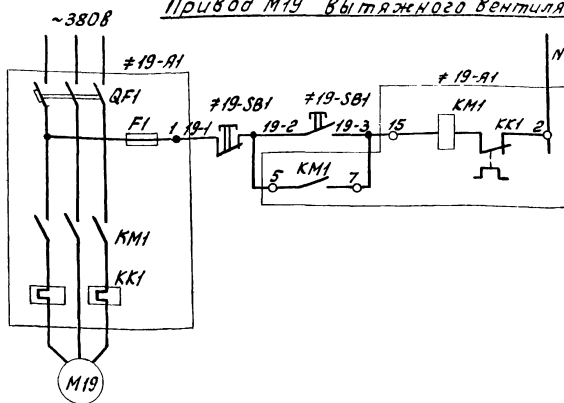 Привод М19 вытяжного вентиля
~380В
≠19-А1
QF1
F1
1
19-1
≠19-SB1
19-2
≠19-SB1
19-3
≠19-А1
N
15
КМ1
КК1
2
5
КМ1
7
КМ1
КК1
М19